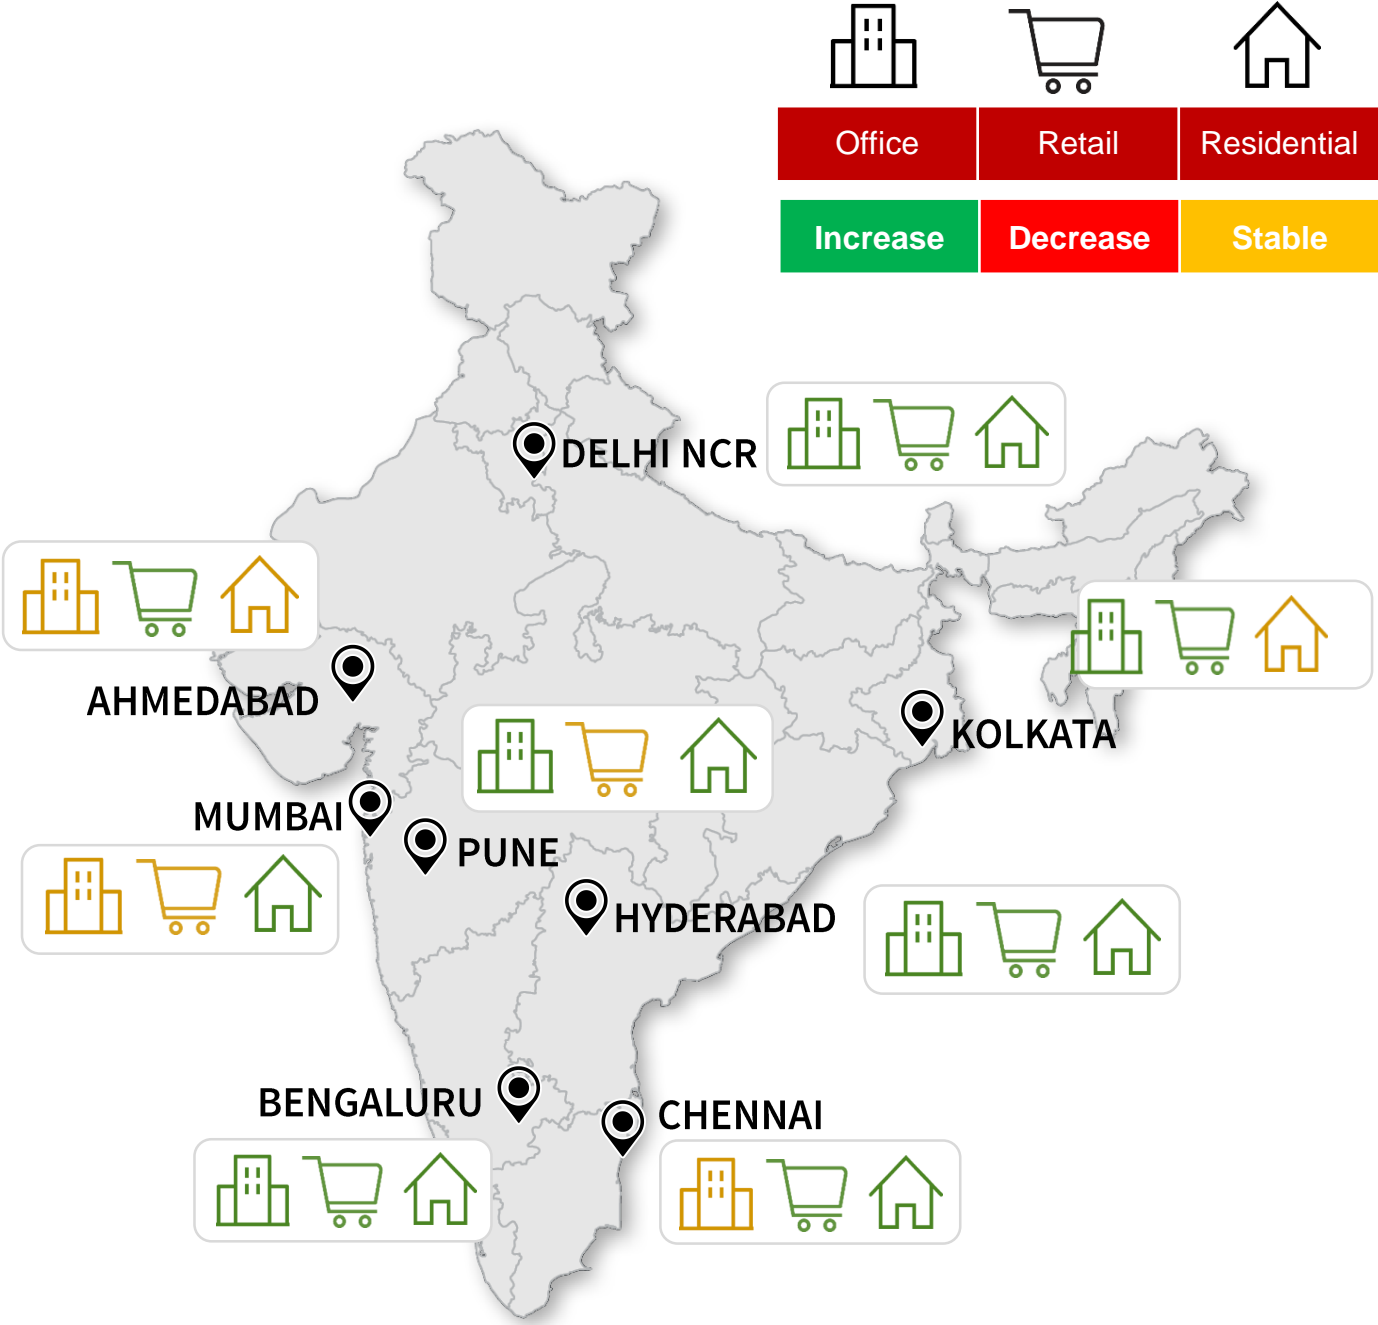 Office Retail Residential
Increase Decrease Stable
DELHI NCR
AHMEDABAD
KOLKATA
MUMBAI
PUNE
HYDERABAD
BENGALURU
CHENNAI